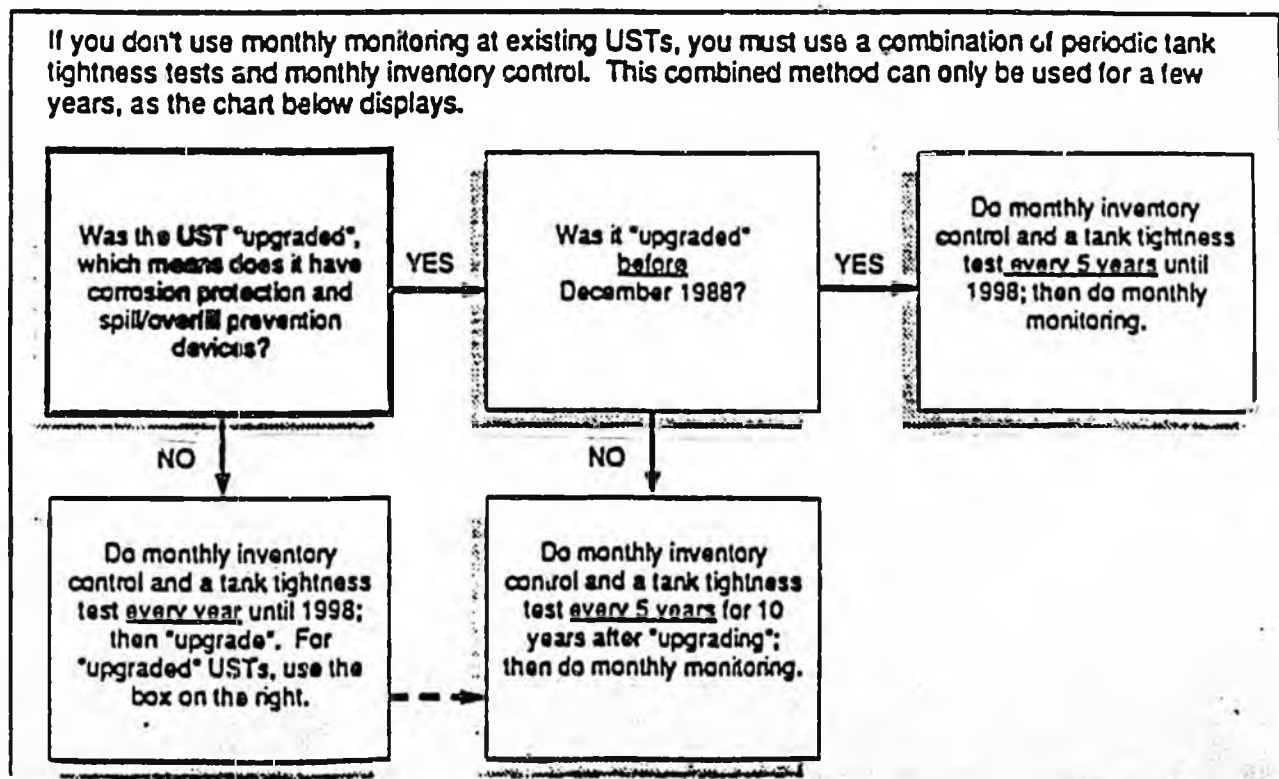 If you don't use monthly monitoring at existing USTs, you must use a combination of periodic tank
tightness tests and monthly inventory control. This combined method can only be used for a few
years, as the chart below displays.
Was the UST "upgraded",
which means does it have
corrosion protection and
spill/overfill prevention
devices?
YES
Was it "upgraded"
before
December 1988?
YES
Do monthly inventory
control and a tank tightness
test every 5 years until
1998; then do monthly
monitoring.
NO
NO
Do monthly inventory
control and a tank tightness
test every year until 1998;
then "upgrade". For
"upgraded" USTs, use the
box on the right.
Do monthly inventory
control and a tank tightness
test every 5 years for 10
years after "upgrading";
then do monthly monitoring.